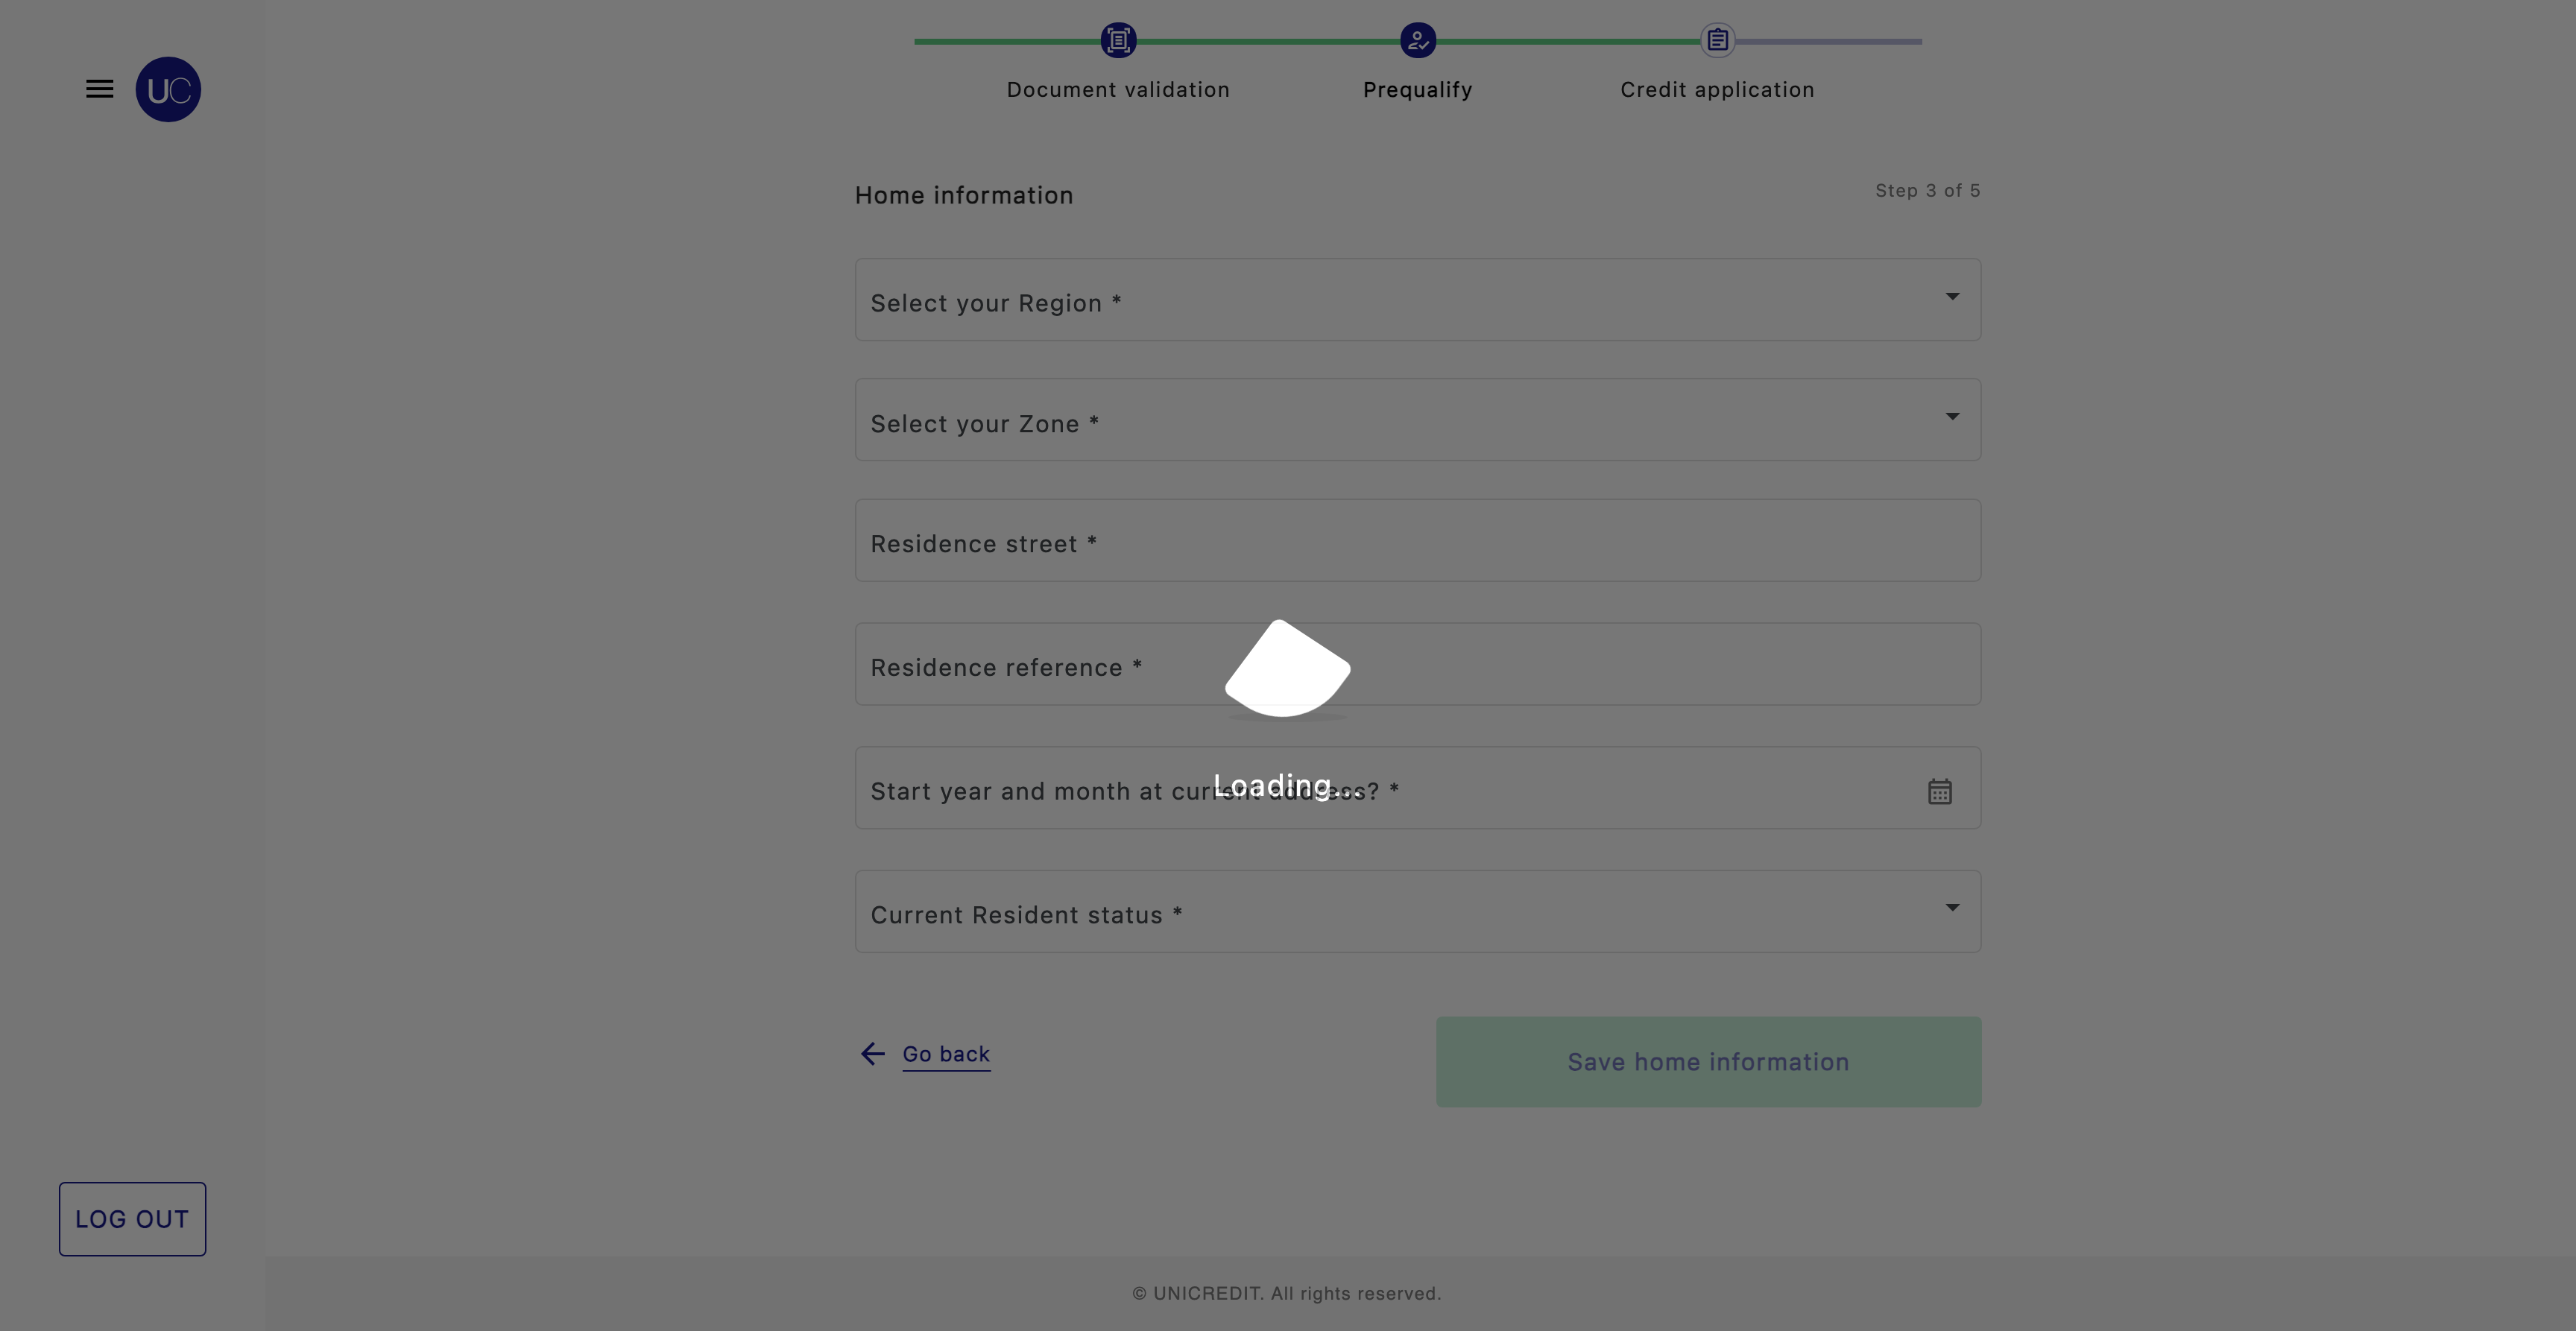 UC
Document validation
Prequalify
Credit application
Home information
Step 3 of 5
Select your Region *
Select your Zone *
Residence street *
Residence reference *
Loading...
Start year and month at current address? *
Current Resident status *
Go back
Save home information
LOG OUT
© UNICREDIT. All rights reserved.